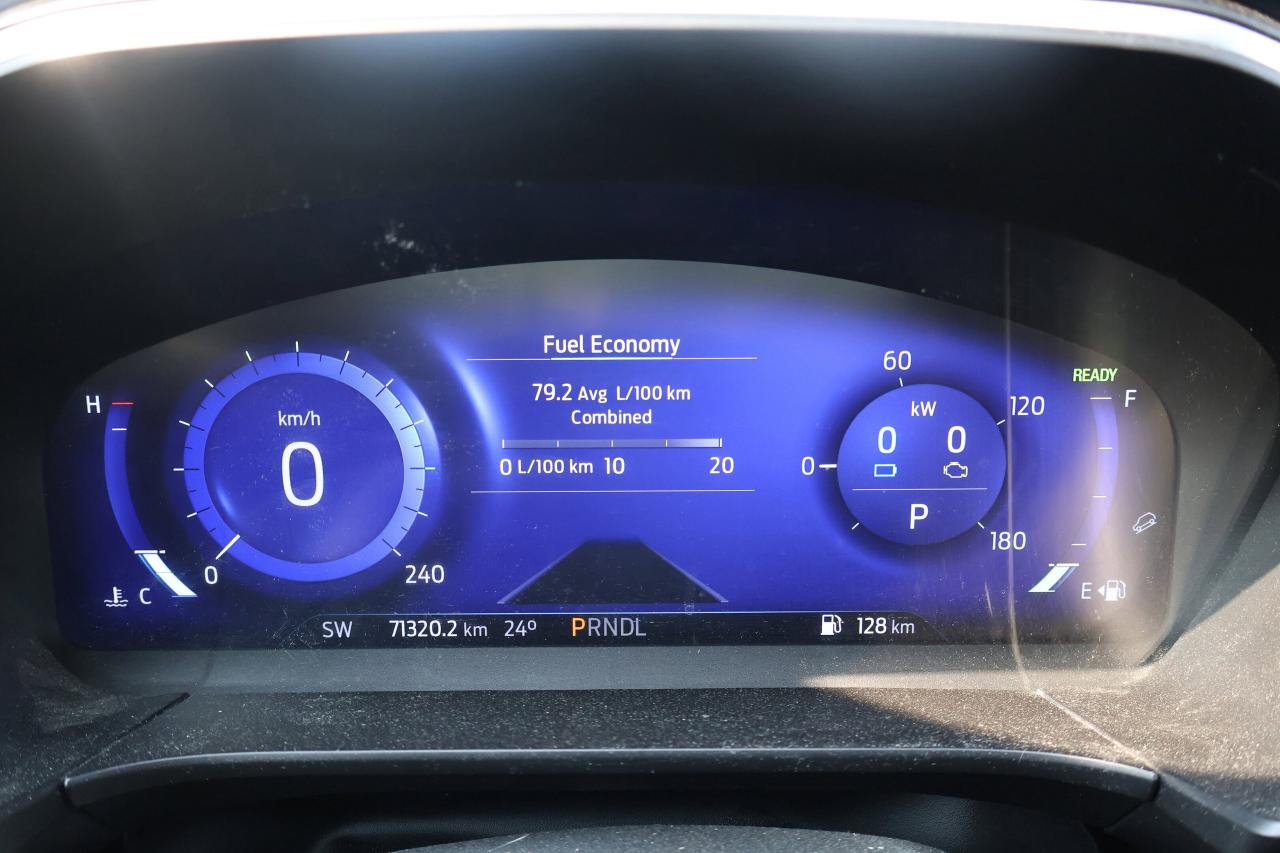 Fuel Economy
79.2 Avg L/100 km
Combined
0 L/100 km 10 20
H
C
km/h
0
0 240
60
120
0
180
kW
0 0
P
READY
F
E
SW 71320.2 km 24º PRNDL 128 km